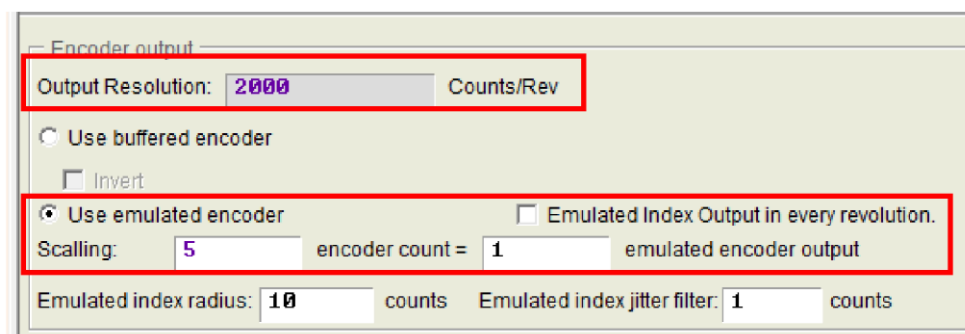 Encoder output
Output Resolution: 2000 Counts/Rev
Use buffered encoder
Invert
Use emulated encoder Emulated Index Output in every revolution.
Scalling: 5 encoder count = 1 emulated encoder output
Emulated index radius: 10 counts Emulated index jitter filter: 1 counts